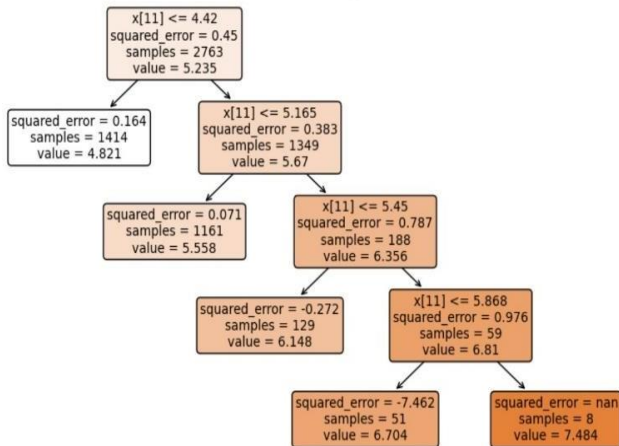 x[11] <= 4.42
squared_error = 0.45
samples = 2763
value = 5.235
squared_error = 0.164
samples = 1414
value = 4.821
x[11] <= 5.165
squared_error = 0.383
samples = 1349
value = 5.67
squared_error = 0.071
samples = 1161
value = 5.558
x[11] <= 5.45
squared_error = 0.787
samples = 188
value = 6.356
squared_error = -0.272
samples = 129
value = 6.148
x[11] <= 5.868
squared_error = 0.976
samples = 59
value = 6.81
squared_error = -7.462
samples = 51
value = 6.704
squared_error = nan
samples = 8
value = 7.484